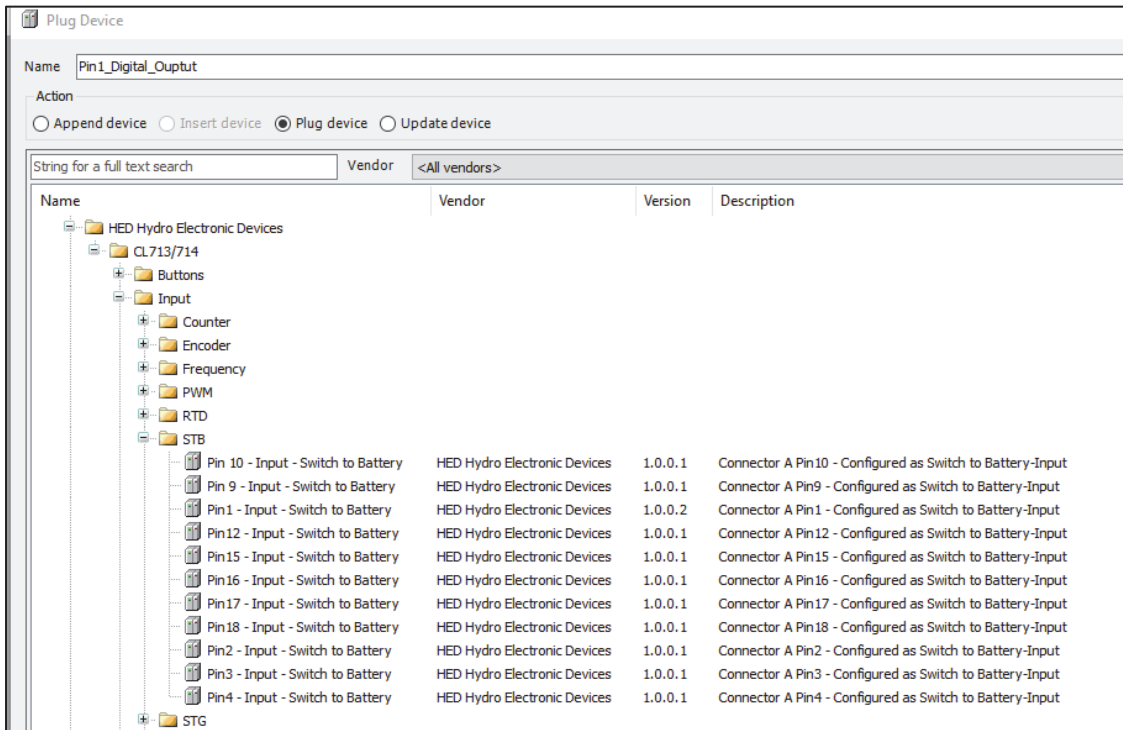 Plug Device
Name Pin1_Digital_Ouptut
Action
Append device Insert device Plug device Update device
String for a full text search Vendor <All vendors>
Name Vendor Version Description
HED Hydro Electronic Devices
CL713/714
Buttons
Input
Counter
Encoder
Frequency
PWM
RTD
STB
Pin 10 - Input - Switch to Battery HED Hydro Electronic Devices 1.0.0.1 Connector A Pin10 - Configured as Switch to Battery-Input
Pin 9 - Input - Switch to Battery HED Hydro Electronic Devices 1.0.0.1 Connector A Pin9 - Configured as Switch to Battery-Input
Pin1 - Input - Switch to Battery HED Hydro Electronic Devices 1.0.0.2 Connector A Pin1 - Configured as Switch to Battery-Input
Pin12 - Input - Switch to Battery HED Hydro Electronic Devices 1.0.0.1 Connector A Pin12 - Configured as Switch to Battery-Input
Pin15 - Input - Switch to Battery HED Hydro Electronic Devices 1.0.0.1 Connector A Pin15 - Configured as Switch to Battery-Input
Pin16 - Input - Switch to Battery HED Hydro Electronic Devices 1.0.0.1 Connector A Pin16 - Configured as Switch to Battery-Input
Pin17 - Input - Switch to Battery HED Hydro Electronic Devices 1.0.0.1 Connector A Pin17 - Configured as Switch to Battery-Input
Pin18 - Input - Switch to Battery HED Hydro Electronic Devices 1.0.0.1 Connector A Pin18 - Configured as Switch to Battery-Input
Pin2 - Input - Switch to Battery HED Hydro Electronic Devices 1.0.0.1 Connector A Pin2 - Configured as Switch to Battery-Input
Pin3 - Input - Switch to Battery HED Hydro Electronic Devices 1.0.0.1 Connector A Pin3 - Configured as Switch to Battery-Input
Pin4 - Input - Switch to Battery HED Hydro Electronic Devices 1.0.0.1 Connector A Pin4 - Configured as Switch to Battery-Input
STG